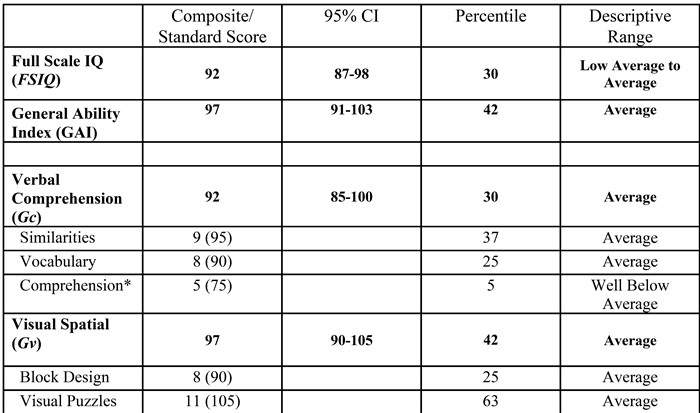 Composite/ Standard Score 95% CI Percentile Descriptive Range
Full Scale IQ (FSIQ) 92 87-98 30 Low Average to Average
General Ability Index (GAI) 97 91-103 42 Average
Verbal Comprehension (Gc) 92 85-100 30 Average
Similarities 9 (95) 37 Average
Vocabulary 8 (90) 25 Average
Comprehension* 5 (75) 5 Well Below Average
Visual Spatial (Gv) 97 90-105 42 Average
Block Design 8 (90) 25 Average
Visual Puzzles 11 (105) 63 Average